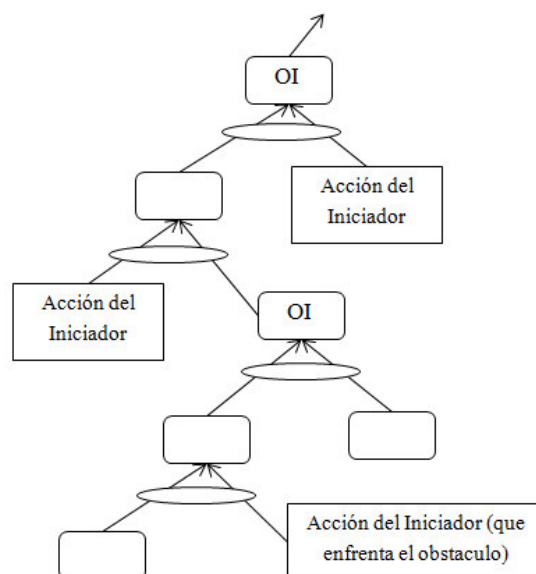 OI
Acción del
Iniciador
Acción del
Iniciador
OI
Acción del Iniciador (que
enfrenta el obstaculo)